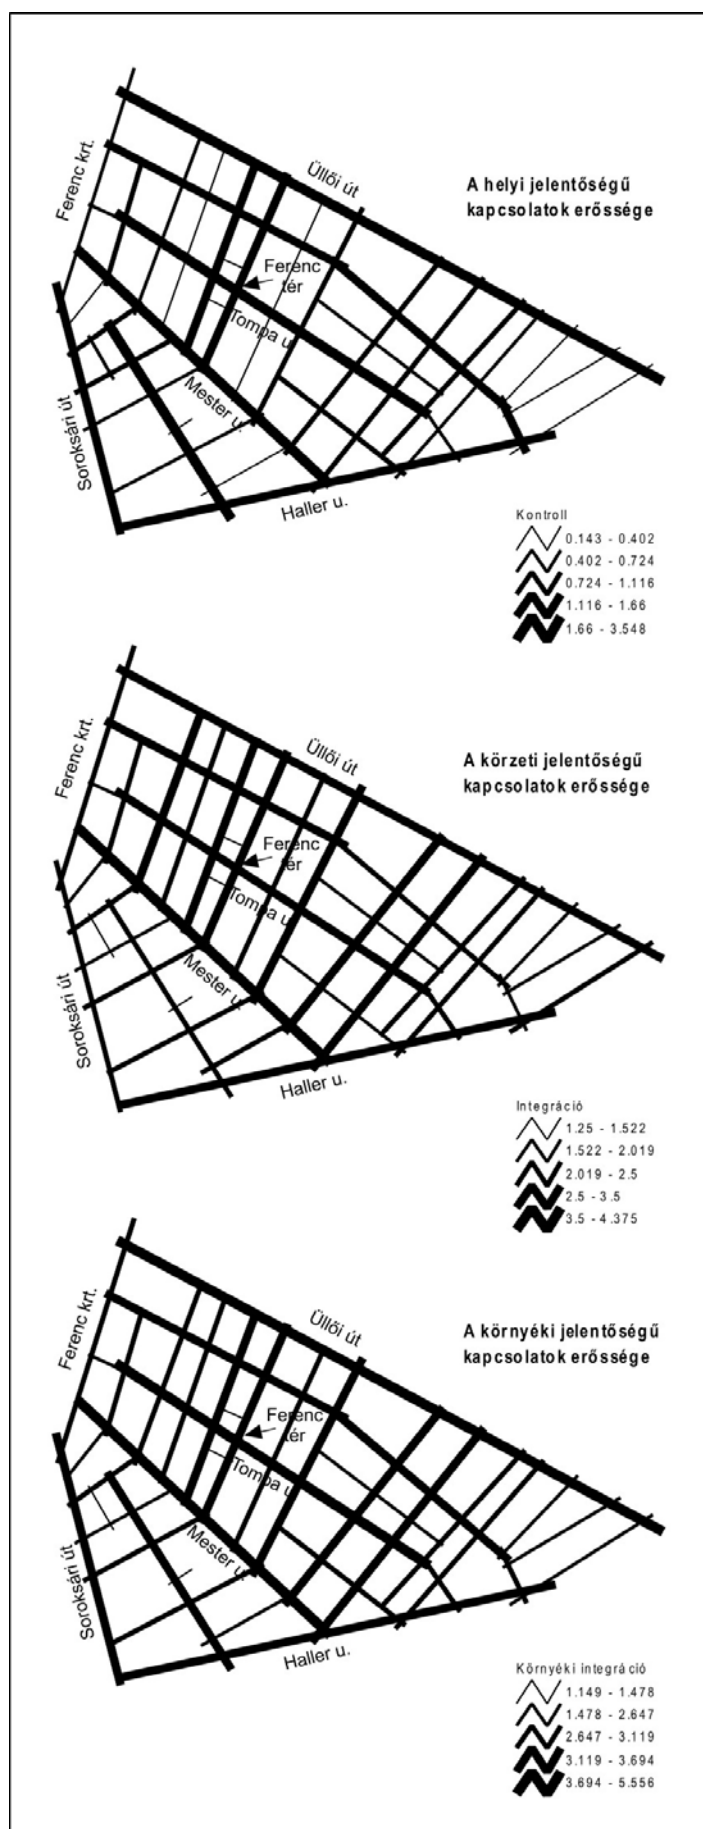 Ferenc krt.
Üllői út
A helyi jelentőségű
kapcsolatok erőssége
Ferenc
tér
Tompa u.
Mester u.
Soroksári út
Haller u.
Kontroll
0.143 - 0.402
0.402 - 0.724
0.724 - 1.116
1.116 - 1.66
1.66 - 3.548
Ferenc krt.
Üllői út
A körzeti jelentőségű
kapcsolatok erőssége
Ferenc
tér
Tompa u.
Mester u.
Soroksári út
Haller u.
Integráció
1.25 - 1.522
1.522 - 2.019
2.019 - 2.5
2.5 - 3.5
3.5 - 4.375
Ferenc krt.
Üllői út
A környéki jelentőségű
kapcsolatok erőssége
Ferenc
tér
Tompa u.
Mester u.
Soroksári út
Haller u.
Környéki integráció
1.149 - 1.478
1.478 - 2.647
2.647 - 3.119
3.119 - 3.694
3.694 - 5.556